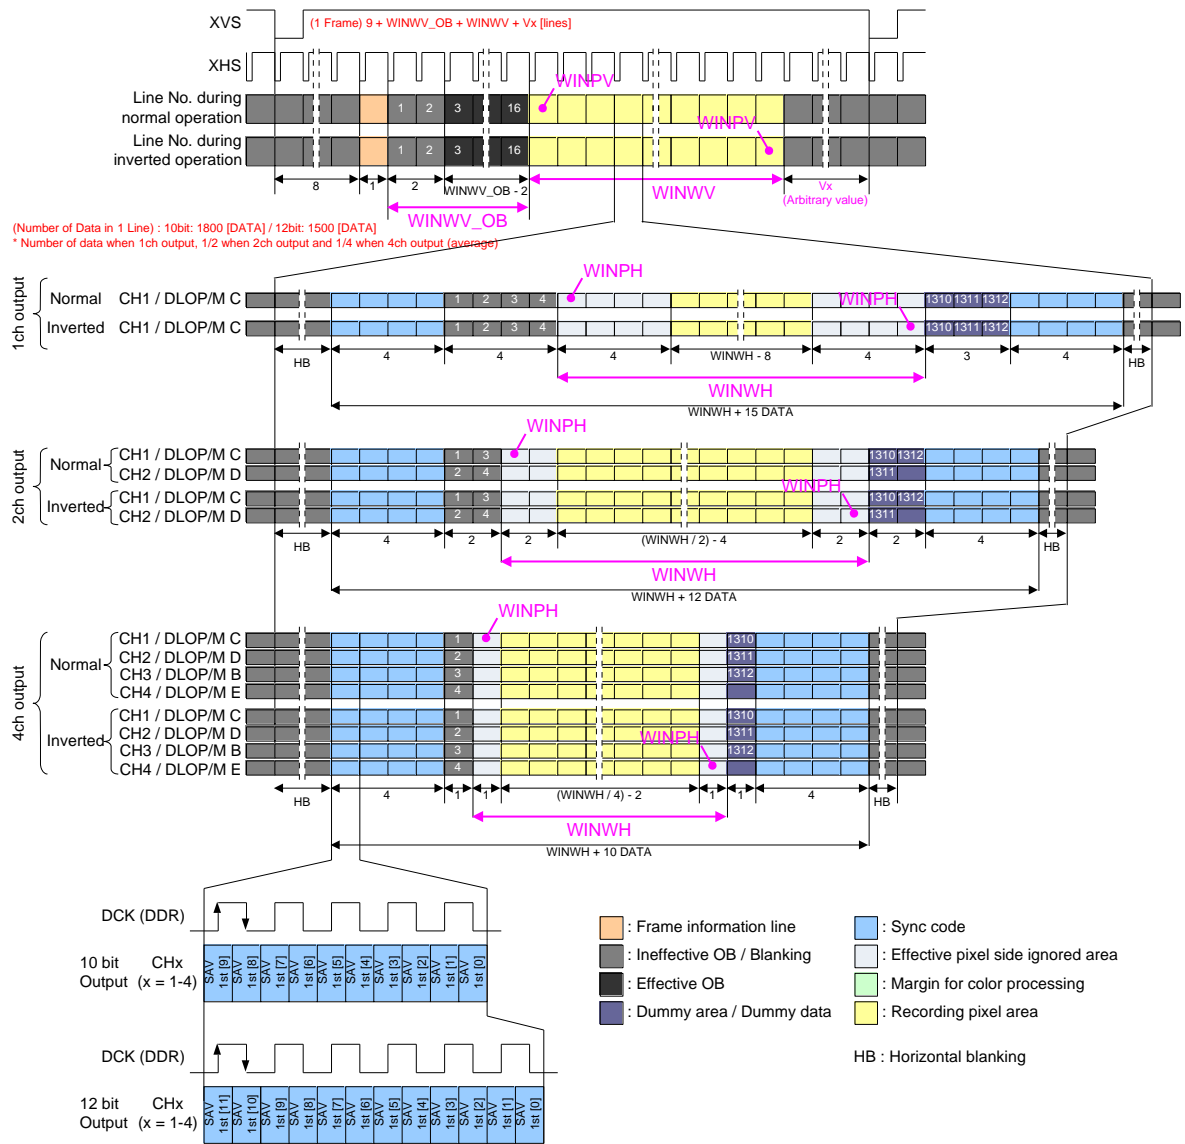 XVS
(1 Frame) 9 + WINWV_OB + WINWV + Vx [lines]
XHS
WINPV
Line No. during
normal operation
1 2 3 16
WINPV
Line No. during
inverted operation
1 2 3 16
8 1 2 WINWV_OB - 2 WINWV Vx
(Arbitrary value)
WINWV_OB
(Number of Data in 1 Line) : 10bit: 1800 [DATA] / 12bit: 1500 [DATA]
* Number of data when 1ch output, 1/2 when 2ch output and 1/4 when 4ch output (average)
1ch output
WINPH
Normal CH1 / DLOP/M C 1 2 3 4 1310 1311 1312
WINPH
Inverted CH1 / DLOP/M C 1 2 3 4 1310 1311 1312
HB 4 4 4 WINWH - 8 4 3 4 HB
WINWH
WINWH + 15 DATA
2ch output
WINPH
Normal
CH1 / DLOP/M C 1 3 1310 1312
CH2 / DLOP/M D 2 4 1311
WINPH
Inverted
CH1 / DLOP/M C 1 3 1310 1312
CH2 / DLOP/M D 2 4 1311
HB 4 2 2 (WINWH / 2) - 4 2 2 4 HB
WINWH
WINWH + 12 DATA
4ch output
WINPH
Normal
CH1 / DLOP/M C 1 1310
CH2 / DLOP/M D 2 1311
CH3 / DLOP/M B 3 1312
CH4 / DLOP/M E 4
Inverted
CH1 / DLOP/M C 1 1310
CH2 / DLOP/M D 2 1311
WINPH
CH3 / DLOP/M B 3 1312
CH4 / DLOP/M E 4
HB 4 1 1 (WINWH / 4) - 2 1 1 4 HB
WINWH
WINWH + 10 DATA
DCK (DDR)
10 bit CHx
Output (x = 1-4)
SAV 1st [9] SAV 1st [8] SAV 1st [7] SAV 1st [6] SAV 1st [5] SAV 1st [4] SAV 1st [3] SAV 1st [2] SAV 1st [1] SAV 1st [0]
DCK (DDR)
12 bit CHx
Output (x = 1-4)
SAV 1st [11] SAV 1st [10] SAV 1st [9] SAV 1st [8] SAV 1st [7] SAV 1st [6] SAV 1st [5] SAV 1st [4] SAV 1st [3] SAV 1st [2] SAV 1st [1] SAV 1st [0]
: Frame information line
: Ineffective OB / Blanking
: Effective OB
: Dummy area / Dummy data
: Sync code
: Effective pixel side ignored area
: Margin for color processing
: Recording pixel area
HB : Horizontal blanking